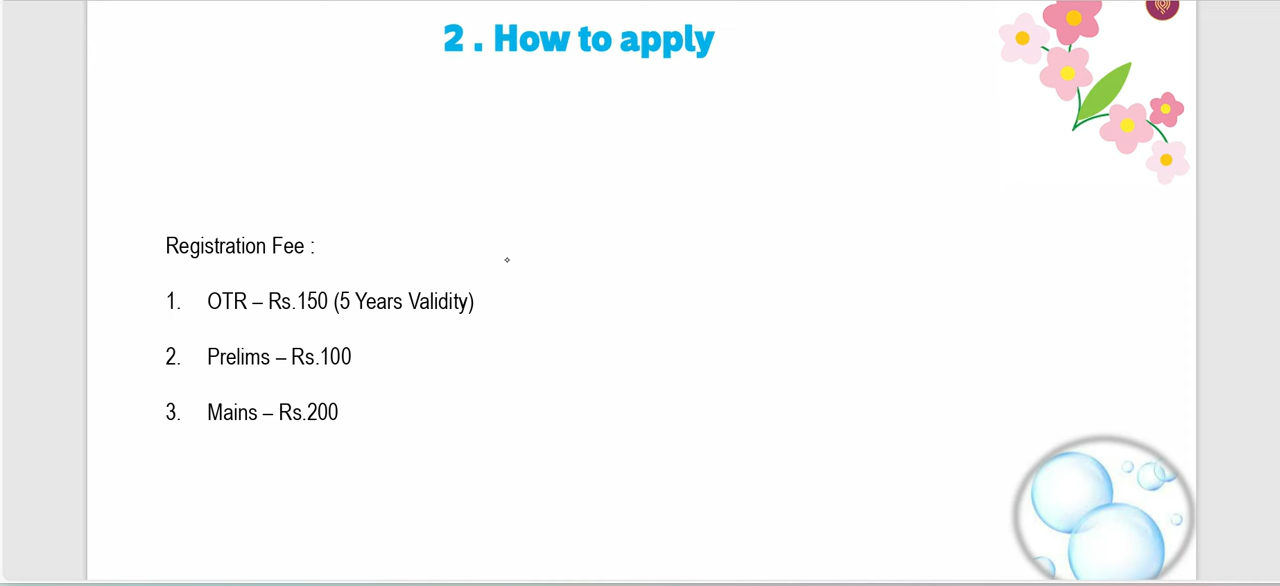 2 . How to apply
Registration Fee :
1. OTR – Rs.150 (5 Years Validity)
2. Prelims – Rs.100
3. Mains – Rs.200